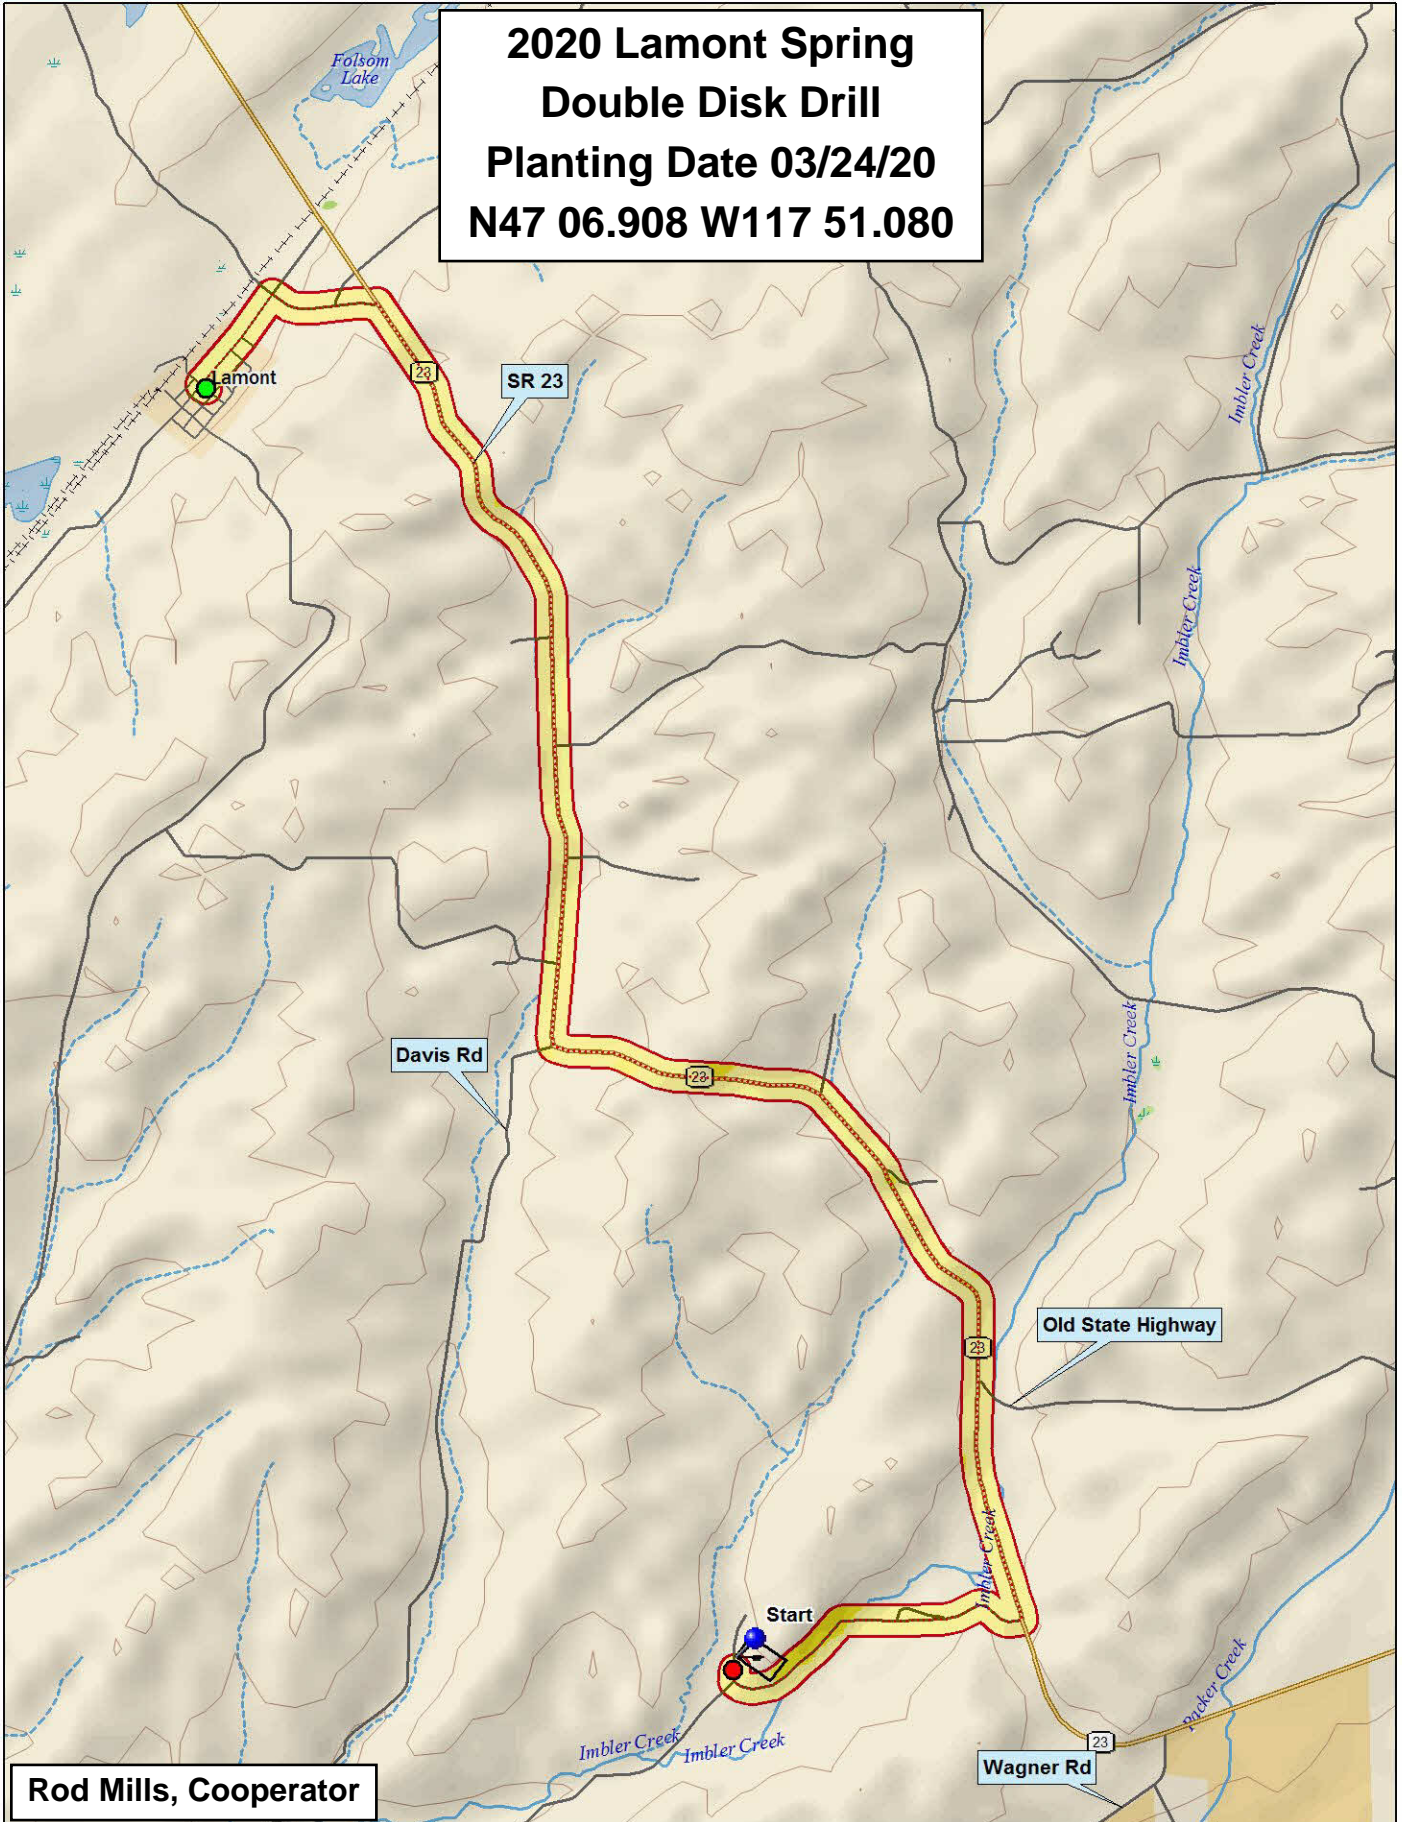 2020 Lamont Spring
Double Disk Drill
Planting Date 03/24/20
N47 06.908 W117 51.080
Folsom
Lake
Lamont
23
SR 23
Imbler Creek
Imbler Creek
Imbler Creek
Davis Rd
23
Old State Highway
23
Imbler Creek
Start
Packer Creek
Imbler Creek
Imbler Creek
23
Wagner Rd
Rod Mills, Cooperator